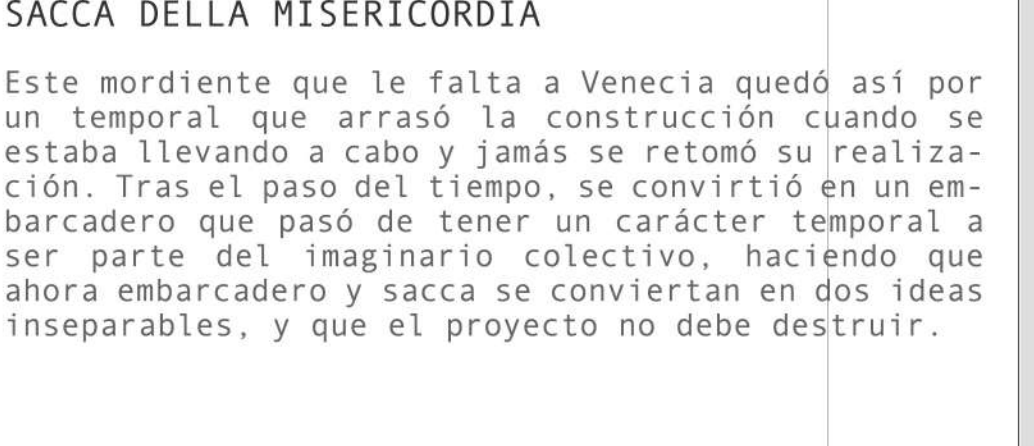 SACCA DELLA MISERICORDIA
Este mordiente que le falta a Venecia quedó así por
un temporal que arrasó la construcción cuando se
estaba llevando a cabo y jamás se retomó su realiza-
ción. Tras el paso del tiempo, se convirtió en un em-
barcadero que pasó de tener un carácter temporal a
ser parte del imaginario colectivo, haciendo que
ahora embarcadero y sacca se conviertan en dos ideas
inseparables, y que el proyecto no debe destruir.